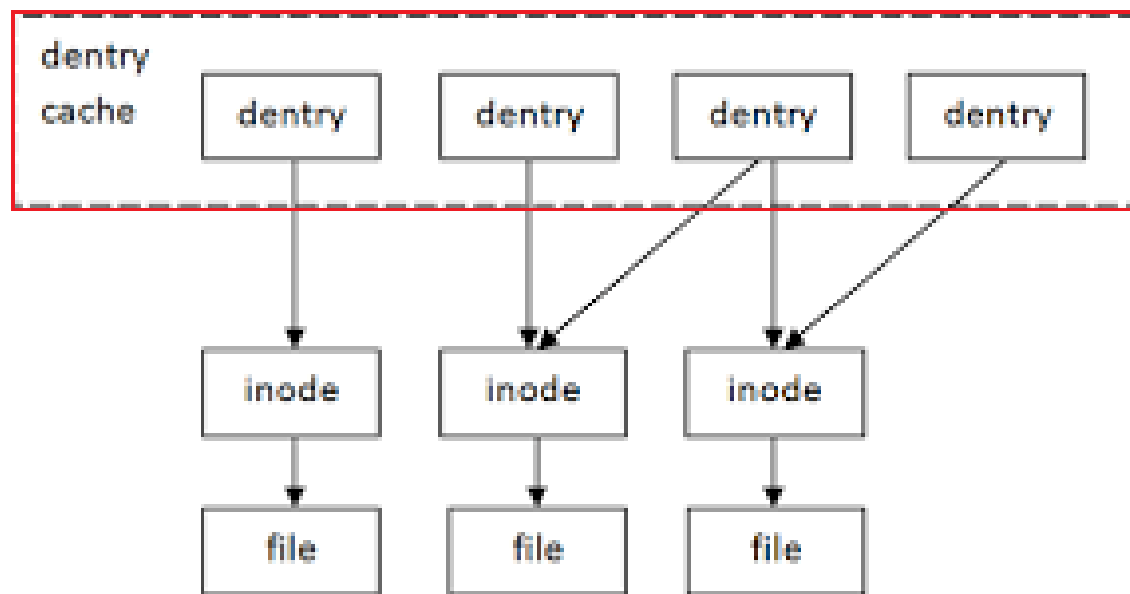 dentry
cache
dentry dentry dentry dentry
inode inode inode
file file file